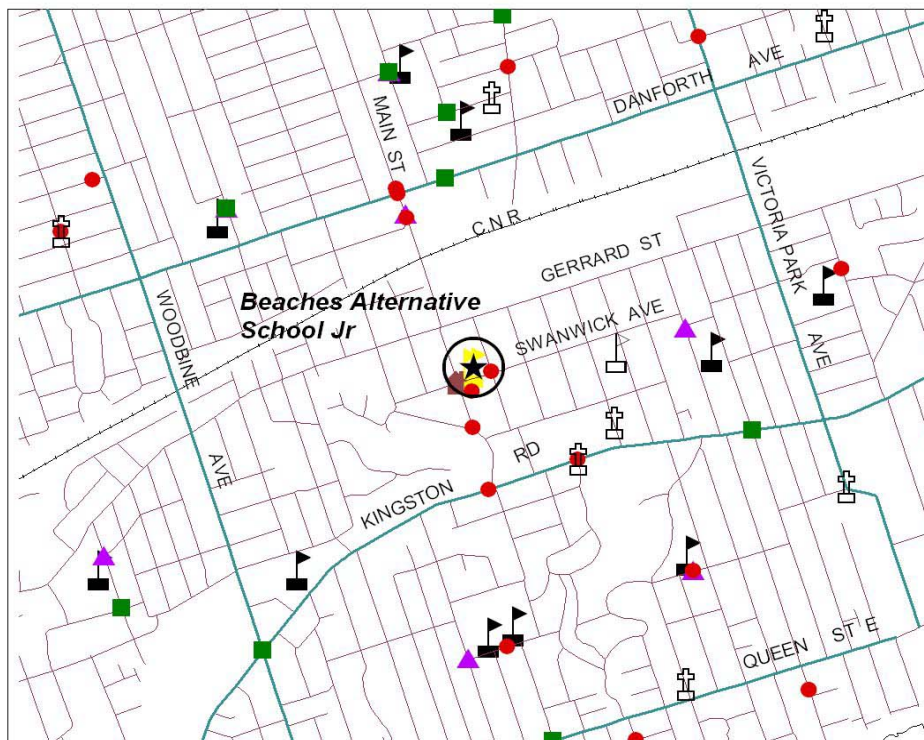 DANFORTH AVE
MAIN ST
VICTORIA PARK AVE
C.N R
GERRARD ST
Beaches Alternative
School Jr
SWANWICK AVE
WOODBINE AVE
KINGSTON RD
QUEEN ST E